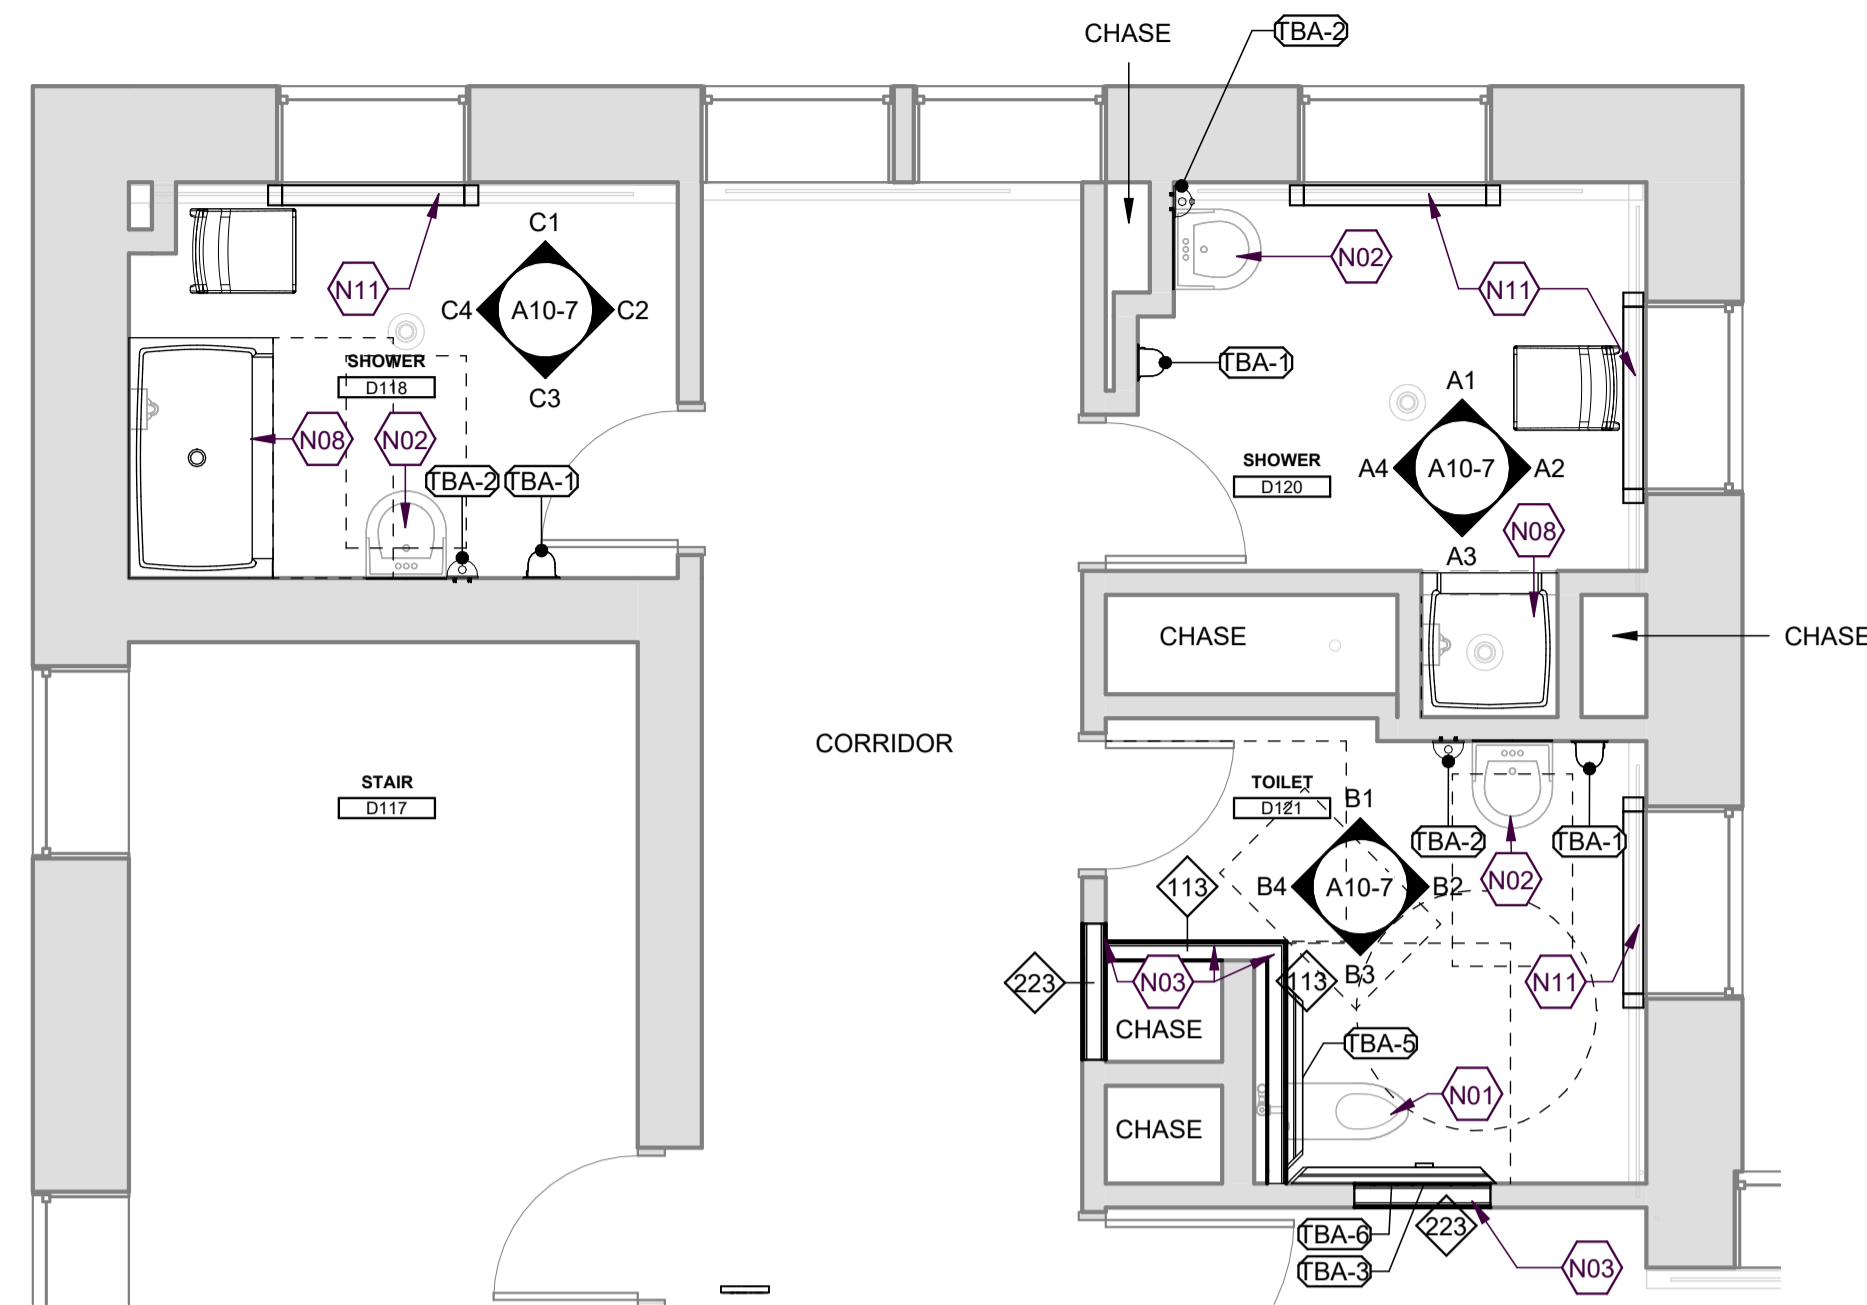 CHASE
TBA-2
C1
N11
C4
A10-7
C2
C3
SHOWER
D118
N08
N02
TBA-2
TBA-1
N02
N11
TBA-1
A1
A4
A10-7
A2
A3
SHOWER
D120
N08
CHASE
CHASE
CORRIDOR
STAIR
D117
TOILET
D121
B1
B4
A10-7
B2
B3
TBA-2
TBA-1
N02
113
223
N03
113
N11
CHASE
TBA-5
N01
CHASE
TBA-6
223
TBA-3
N03